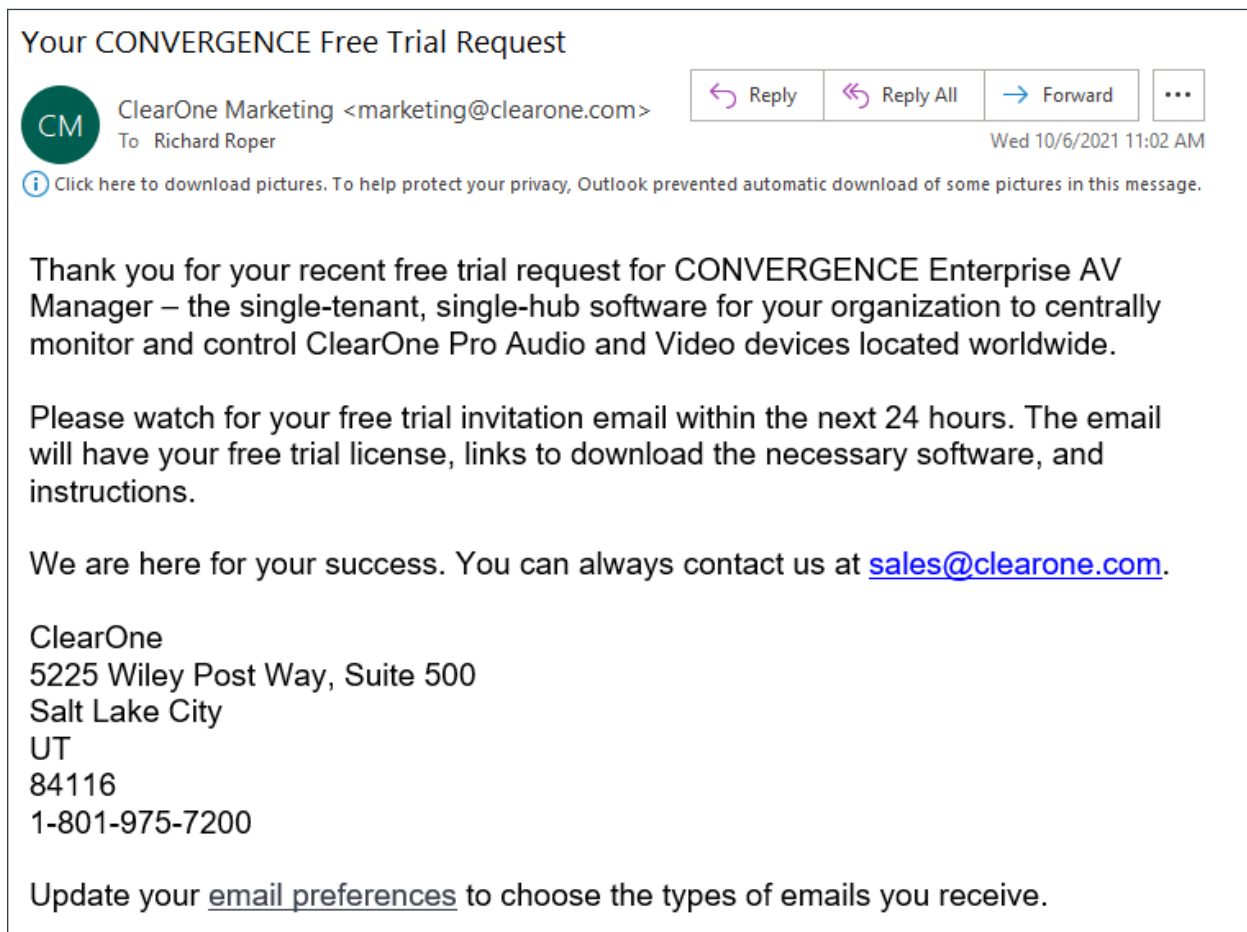 Your CONVERGENCE Free Trial Request
CM
ClearOne Marketing <marketing@clearone.com>
To Richard Roper
Reply
Reply All
Forward
Wed 10/6/2021 11:02 AM
Click here to download pictures. To help protect your privacy, Outlook prevented automatic download of some pictures in this message.
Thank you for your recent free trial request for CONVERGENCE Enterprise AV
Manager – the single-tenant, single-hub software for your organization to centrally
monitor and control ClearOne Pro Audio and Video devices located worldwide.
Please watch for your free trial invitation email within the next 24 hours. The email
will have your free trial license, links to download the necessary software, and
instructions.
We are here for your success. You can always contact us at sales@clearone.com.
ClearOne
5225 Wiley Post Way, Suite 500
Salt Lake City
UT
84116
1-801-975-7200
Update your email preferences to choose the types of emails you receive.